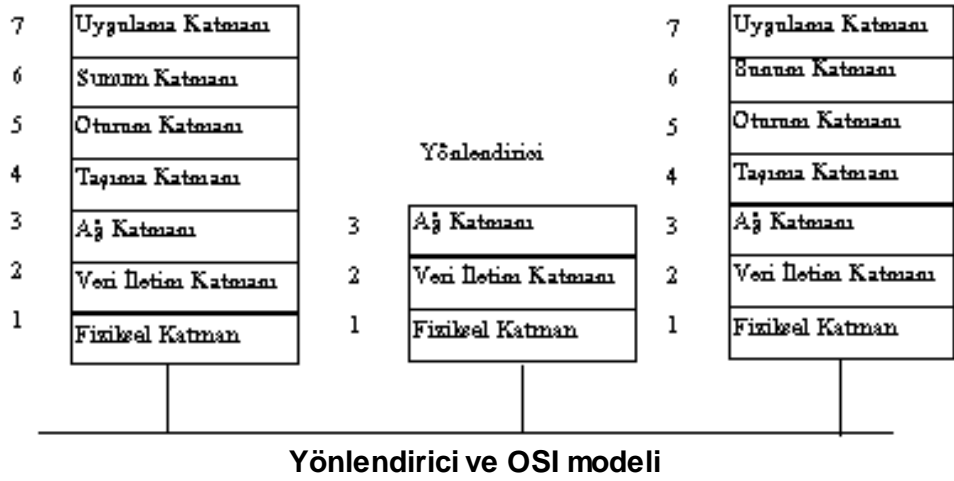 7 Uygulama Katmanı
6 Sunum Katmanı
5 Oturum Katmanı
4 Taşıma Katmanı
3 Ağ Katmanı
2 Veri İletim Katmanı
1 Fiziksel Katman
Yönlendirici
3 Ağ Katmanı
2 Veri İletim Katmanı
1 Fiziksel Katman
7 Uygulama Katmanı
6 Sunum Katmanı
5 Oturum Katmanı
4 Taşıma Katmanı
3 Ağ Katmanı
2 Veri İletim Katmanı
1 Fiziksel Katman
Yönlendirici ve OSI modeli